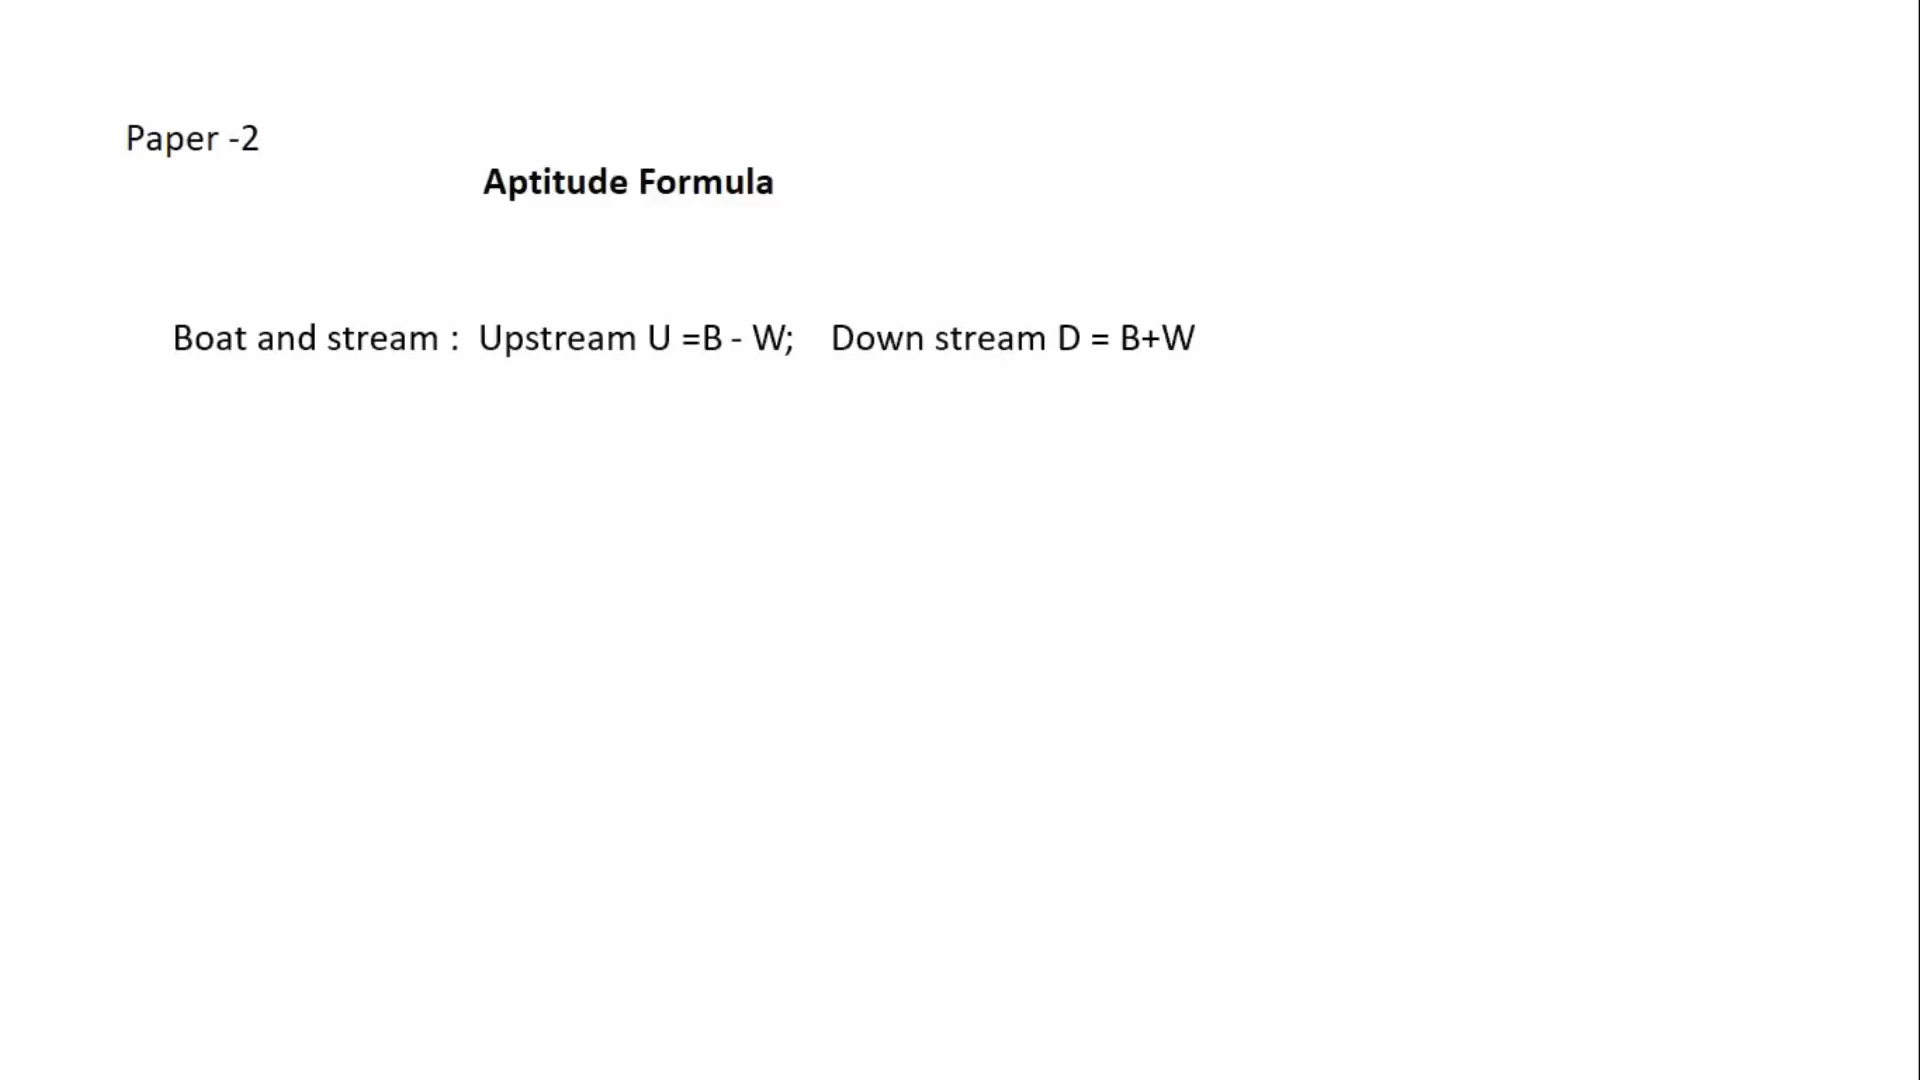 Paper -2
Aptitude Formula
Boat and stream : Upstream U =B - W; Down stream D = B+W